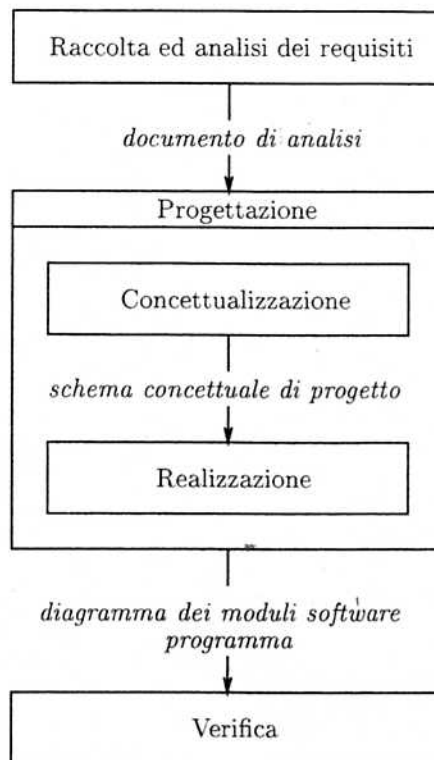 Raccolta ed analisi dei requisiti
documento di analisi
Progettazione
Concettualizzazione
schema concettuale di progetto
Realizzazione
diagramma dei moduli software
programma
Verifica